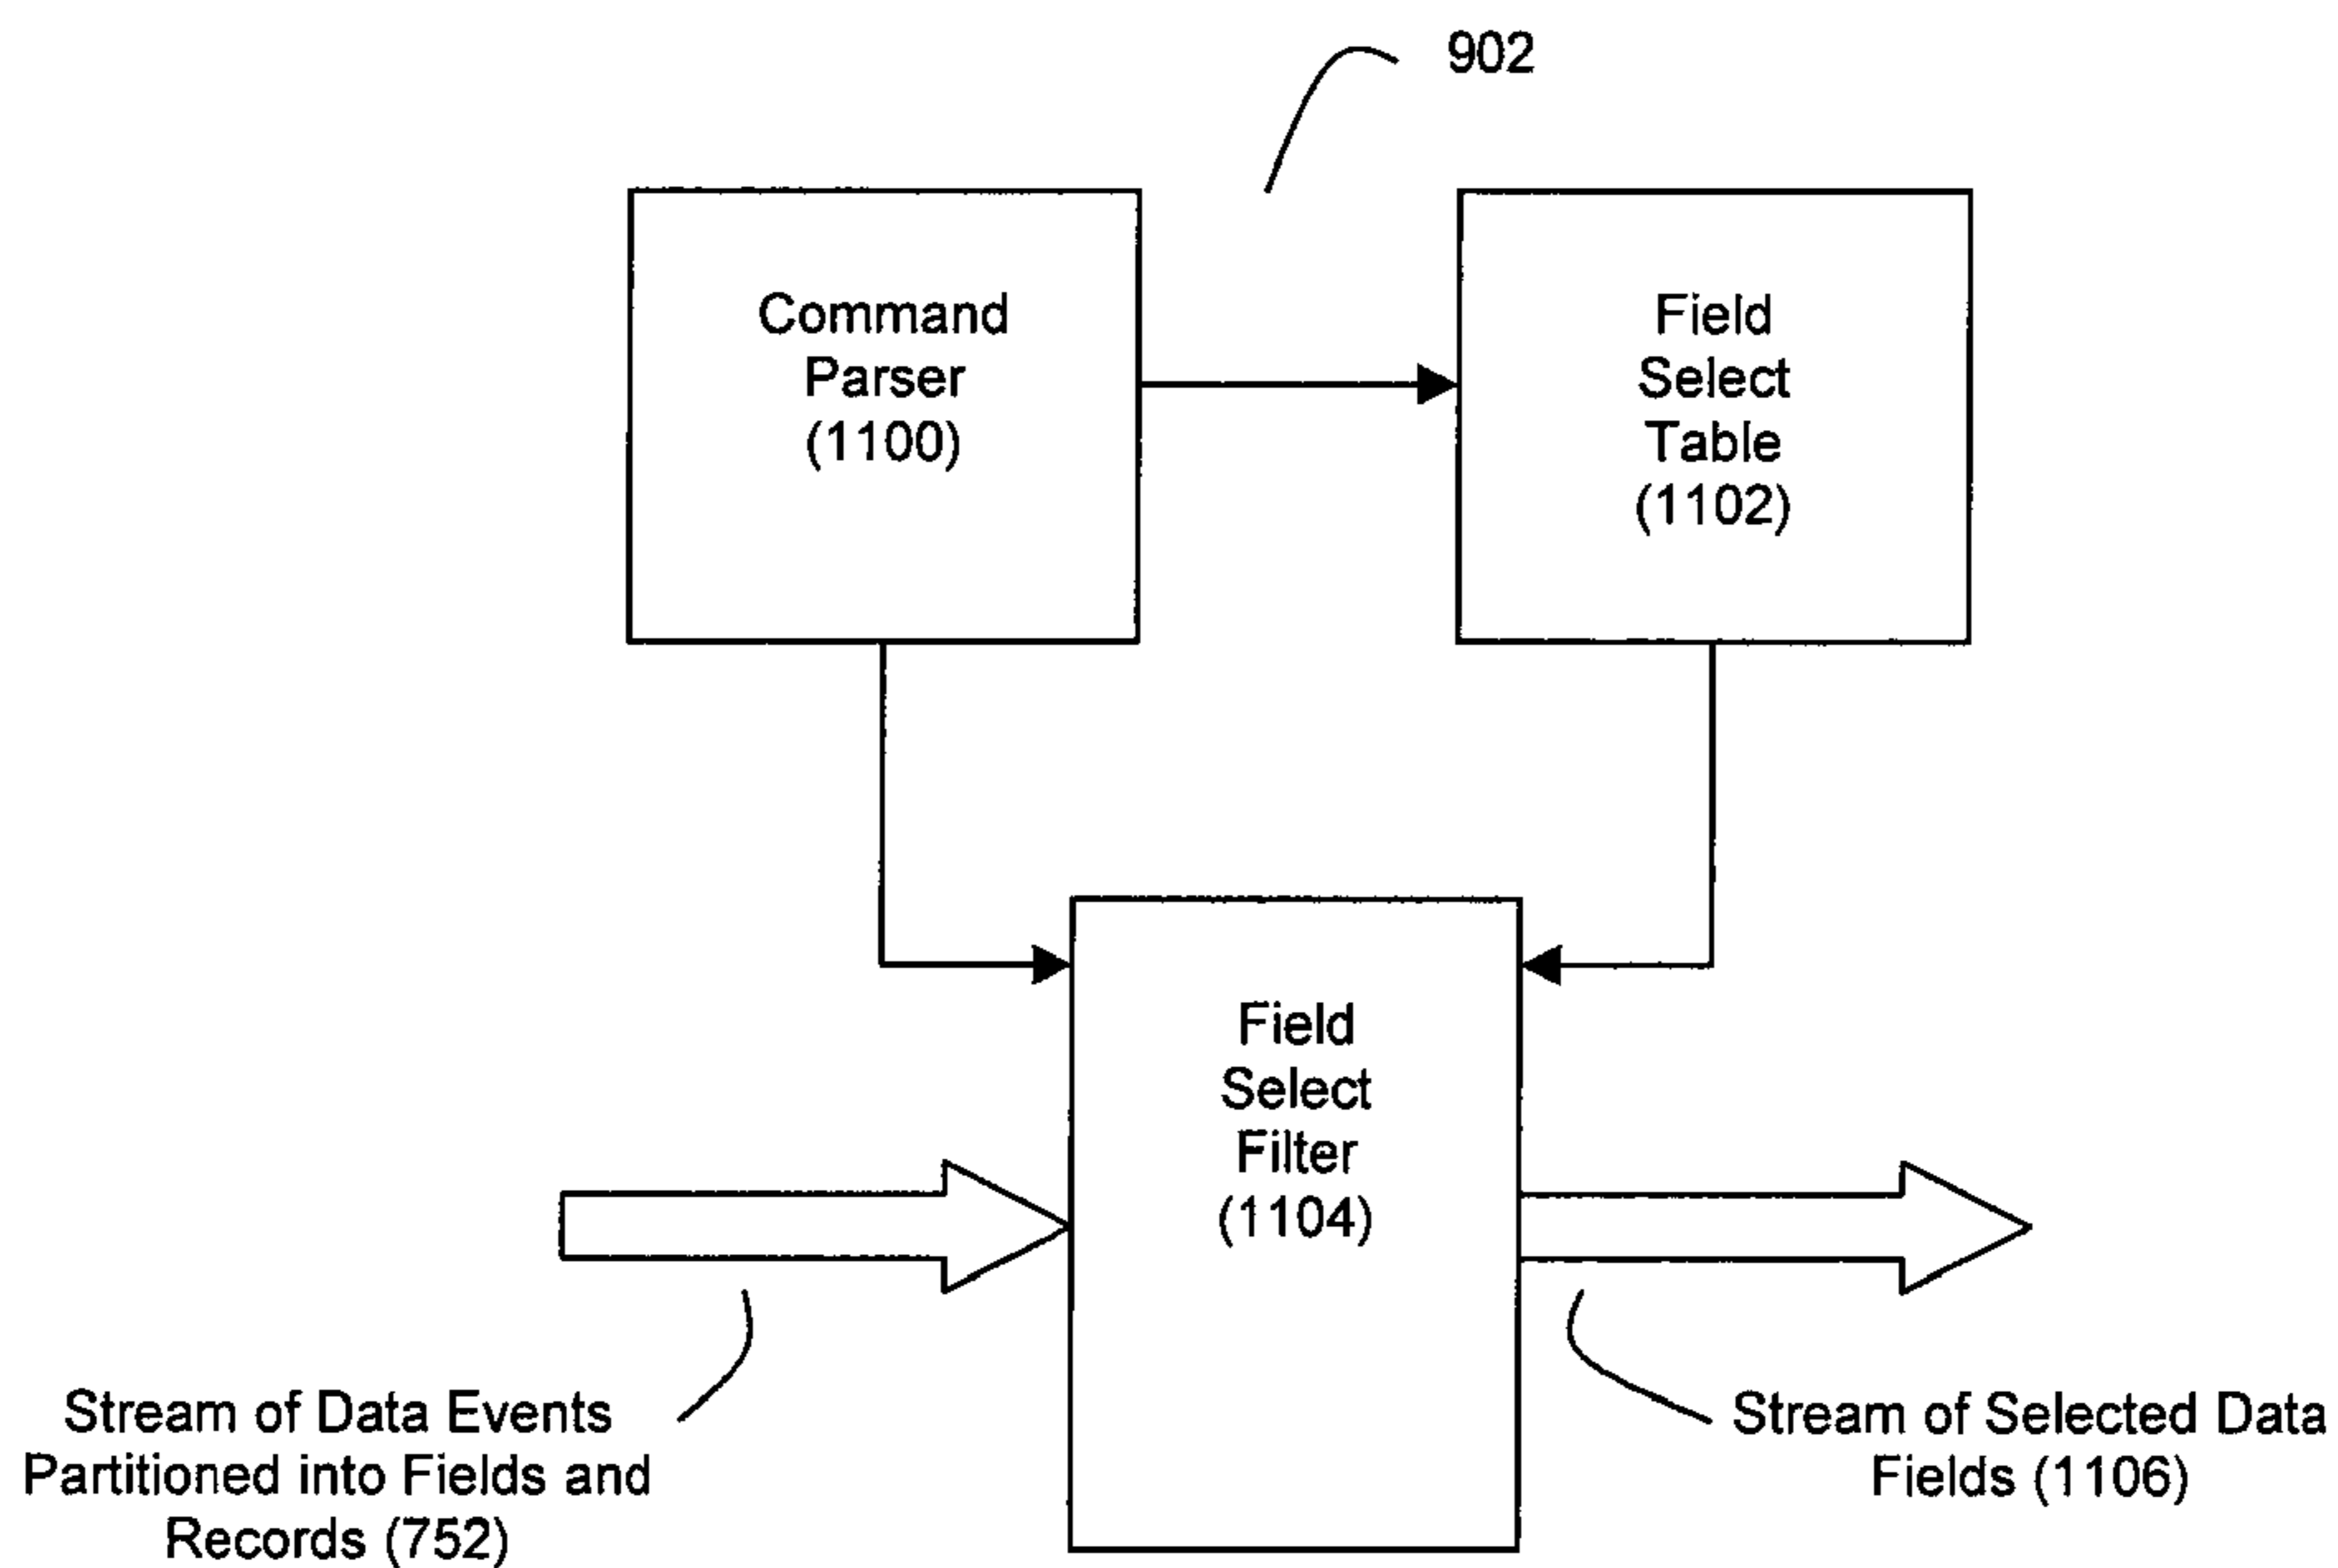 902
Command
Parser
(1100)
Field
Select
Table
(1102)
Field
Select
Filter
(1104)
Stream of Data Events
Partitioned into Fields and
Records (752)
Stream of Selected Data
Fields (1106)